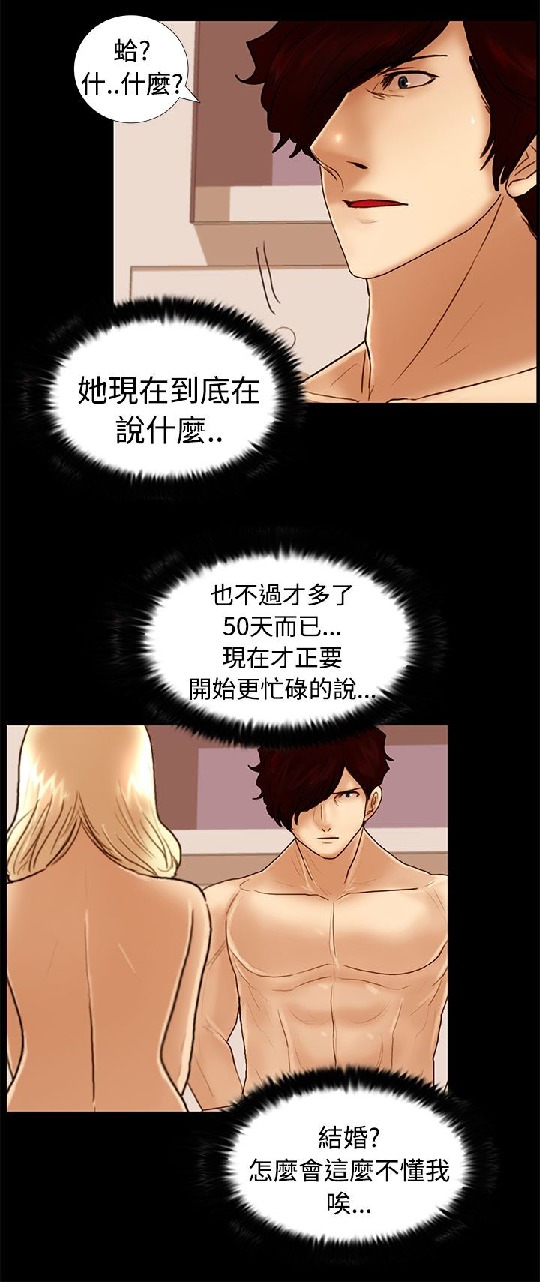 蛤?
什..什麼?
她現在到底在
說什麼..
也不過才多了
50天而已...
現在才正要
開始更忙碌的說...
結婚?
怎麼會這麼不懂我
唉...